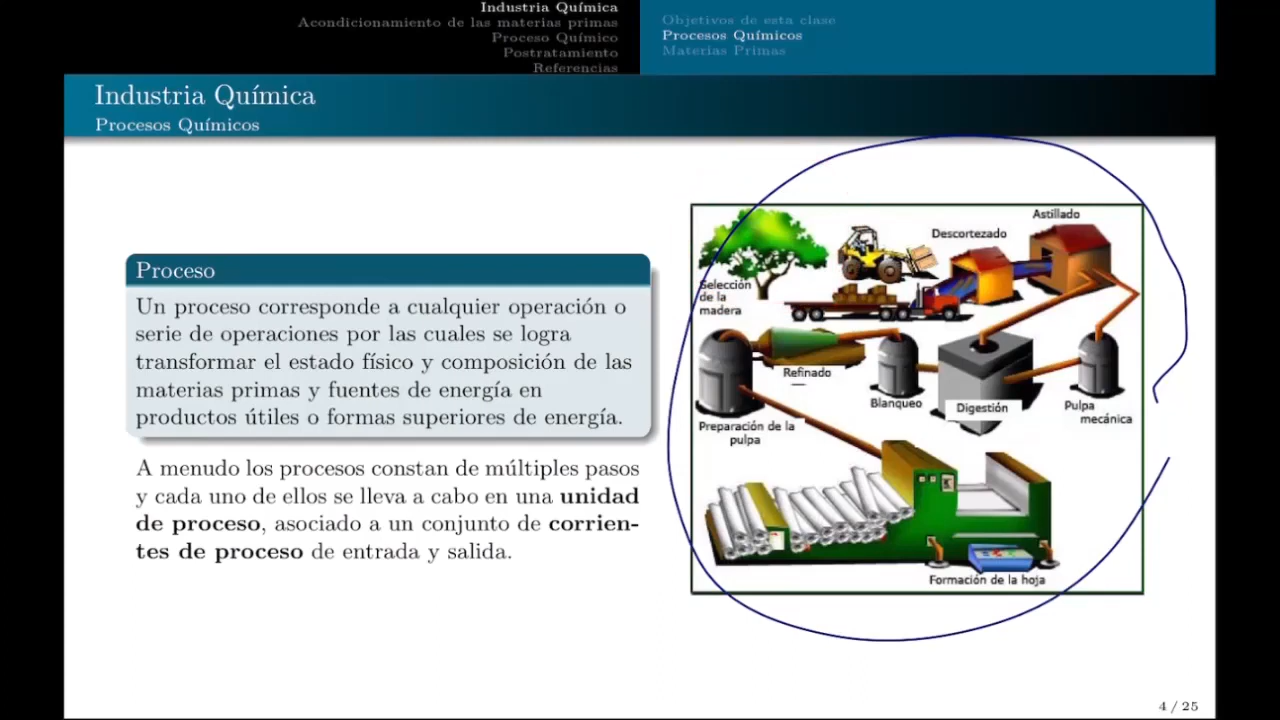 Industria Química
Acondicionamiento de las materias primas
Proceso Químico
Postratamiento
Referencias
Objetivos de esta clase
Procesos Químicos
Materias Primas
Industria Química
Procesos Químicos
Proceso
Un proceso corresponde a cualquier operación o
serie de operaciones por las cuales se logra
transformar el estado físico y composición de las
materias primas y fuentes de energía en
productos útiles o formas superiores de energía.
A menudo los procesos constan de múltiples pasos
y cada uno de ellos se lleva a cabo en una unidad
de proceso, asociado a un conjunto de corrien-
tes de proceso de entrada y salida.
Astillado
Descortezado
Selección
de la
madera
Refinado
Blanqueo
Digestión
Pulpa
mecánica
Preparación de la
pulpa
Formación de la hoja
4 / 25